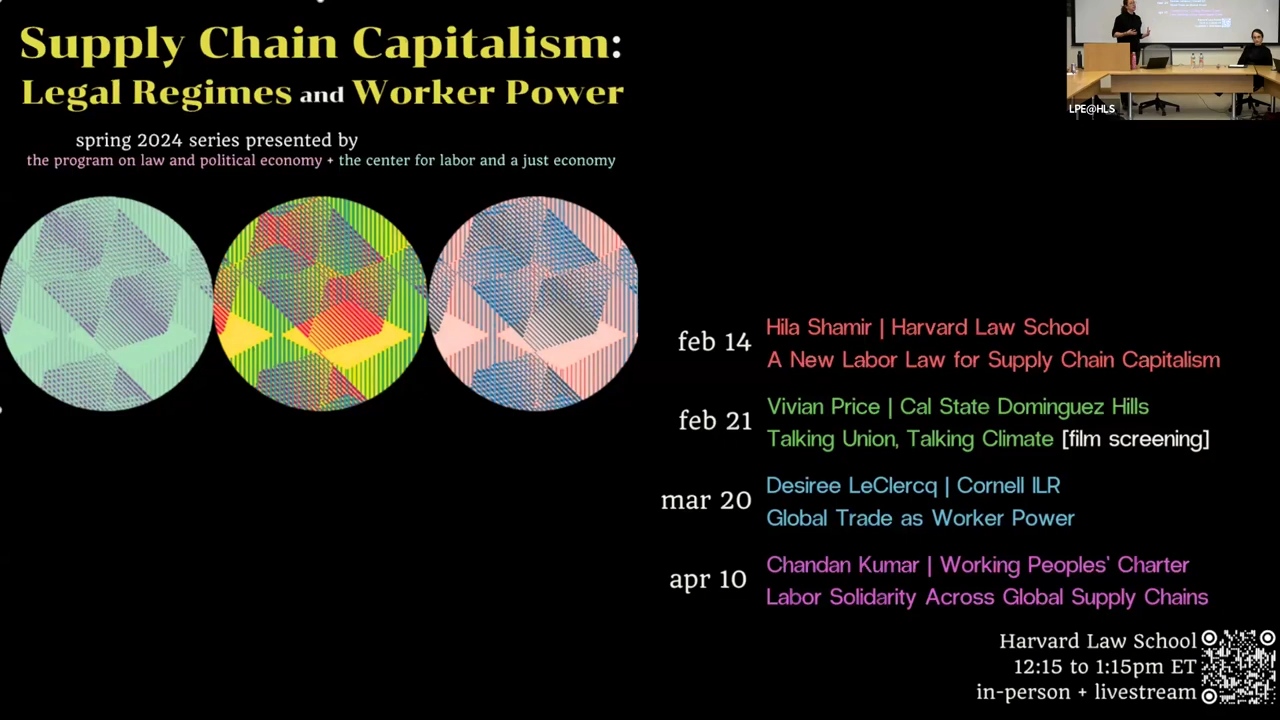 Supply Chain Capitalism:
Legal Regimes and Worker Power
spring 2024 series presented by
the program on law and political economy + the center for labor and a just economy
LPE@HLS
feb 14
Hila Shamir | Harvard Law School
A New Labor Law for Supply Chain Capitalism
feb 21
Vivian Price | Cal State Dominguez Hills
Talking Union, Talking Climate [film screening]
mar 20
Desiree LeClercq | Cornell ILR
Global Trade as Worker Power
apr 10
Chandan Kumar | Working Peoples' Charter
Labor Solidarity Across Global Supply Chains
Harvard Law School
12:15 to 1:15pm ET
in-person + livestream